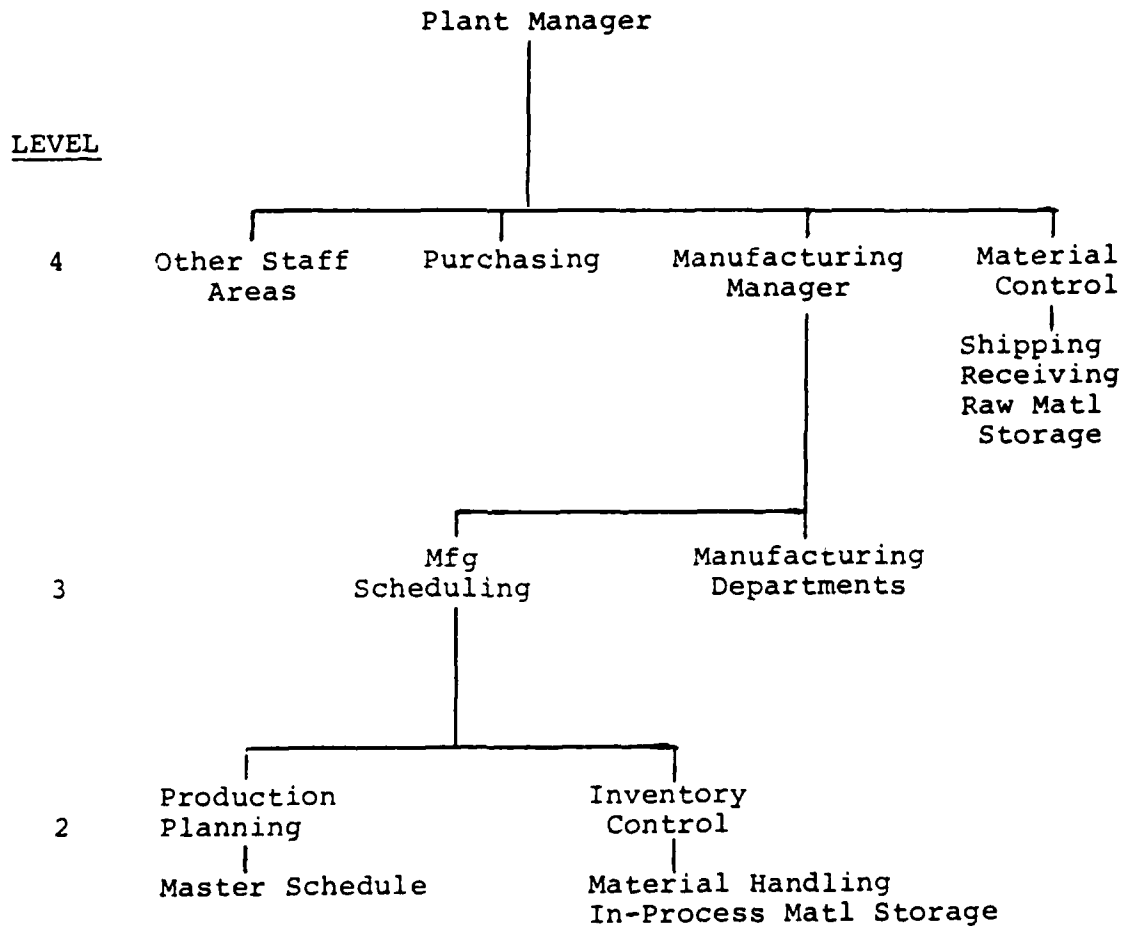 Plant Manager
LEVEL
4 Other Staff Purchasing Manufacturing Material
Areas Manager Control
Shipping
Receiving
Raw Matl
Storage
Mfg Manufacturing
3 Scheduling Departments
Production Inventory
2 Planning Control
Master Schedule Material Handling
In-Process Matl Storage